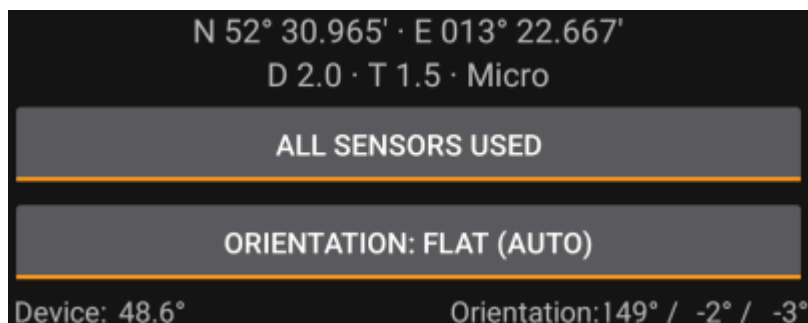 N 52° 30.965' · E 013° 22.667'
D 2.0 · T 1.5 · Micro
ALL SENSORS USED
ORIENTATION: FLAT (AUTO)
Device: 48.6° Orientation:149° / -2° / -3°